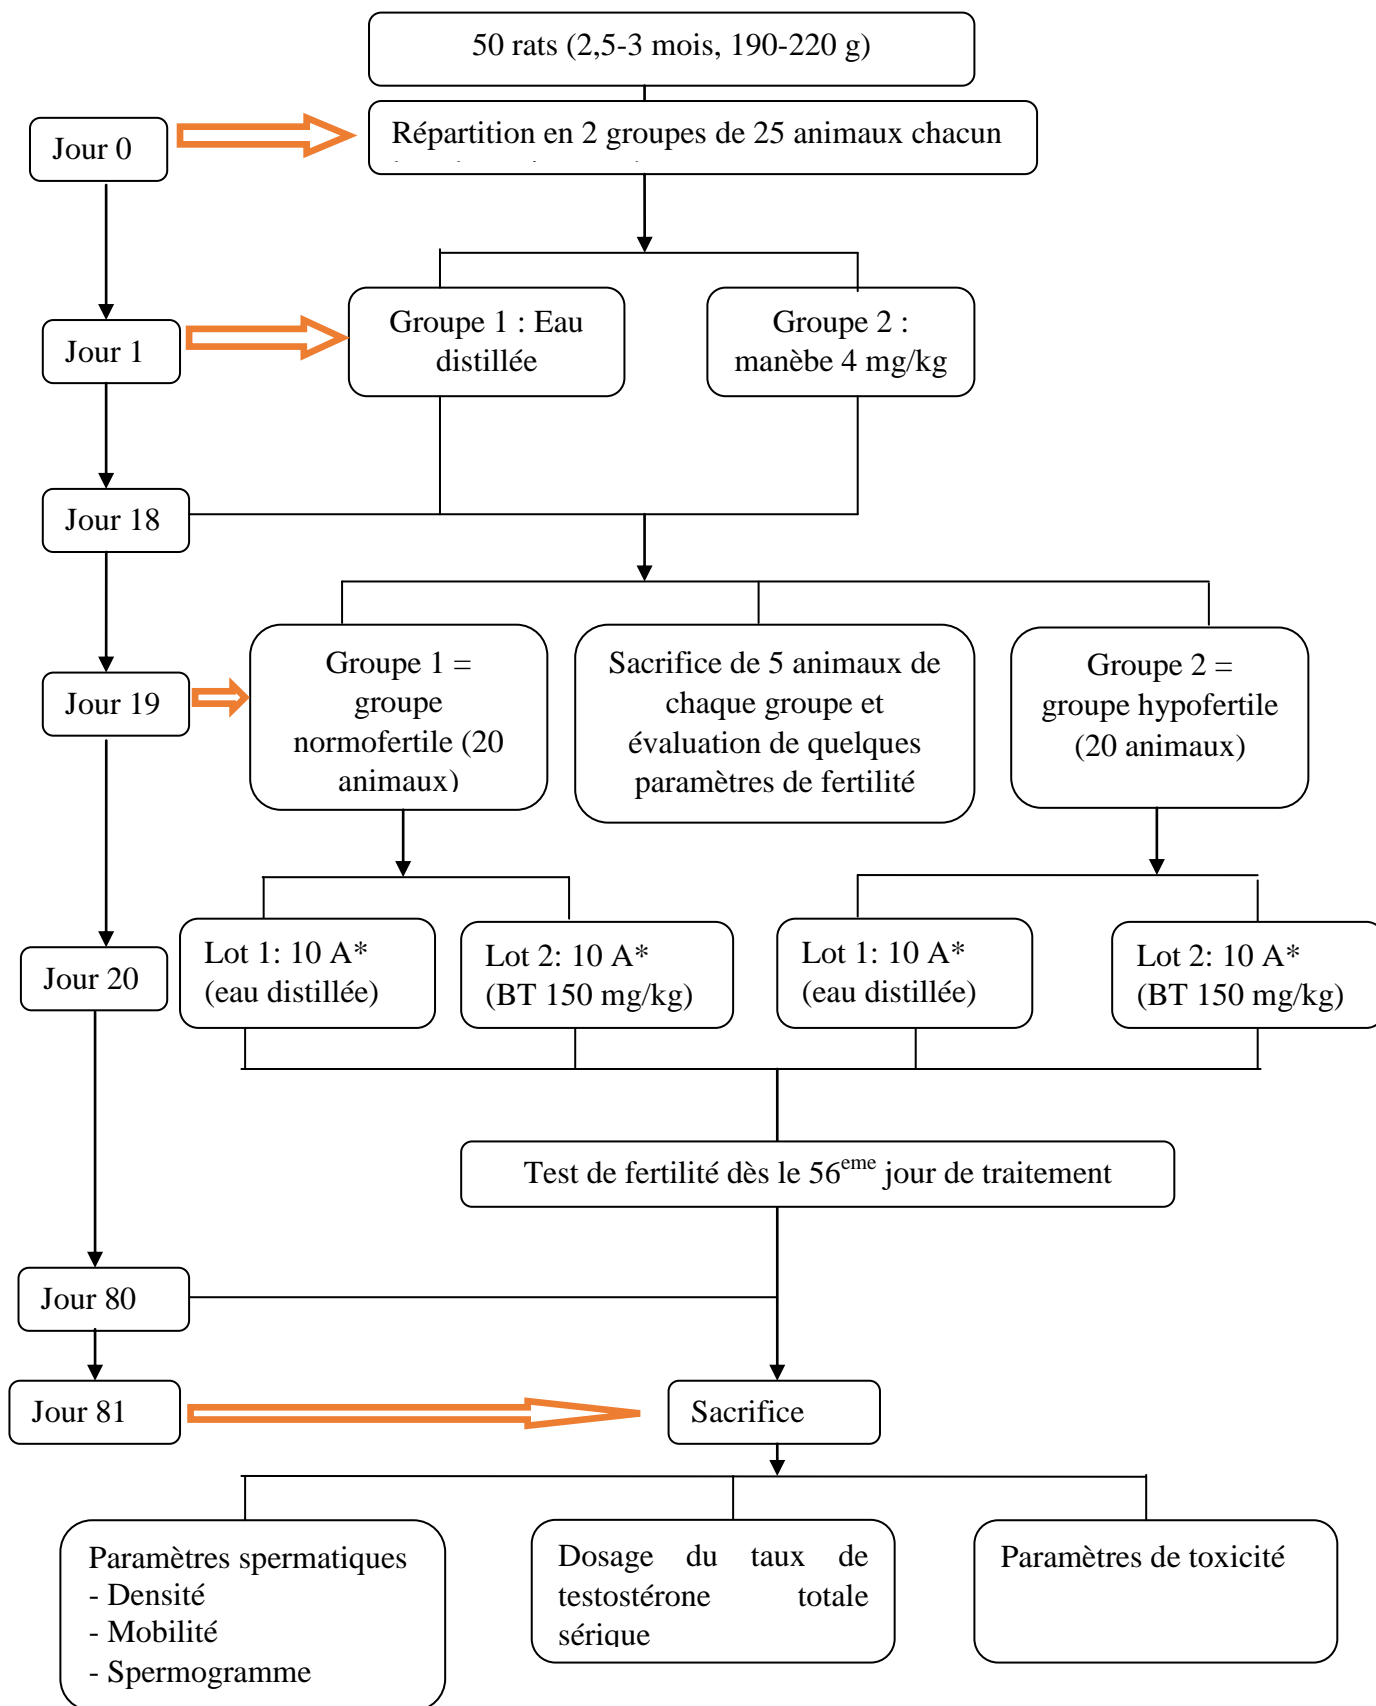 50 rats (2,5-3 mois, 190-220 g)
Jour 0
Répartition en 2 groupes de 25 animaux chacun
Jour 1
Groupe 1 : Eau
distillée
Groupe 2 :
manèbe 4 mg/kg
Jour 18
Jour 19
Groupe 1 =
groupe
normofertile (20
animaux)
Sacrifice de 5 animaux de
chaque groupe et
évaluation de quelques
paramètres de fertilité
Groupe 2 =
groupe hypofertile
(20 animaux)
Jour 20
Lot 1: 10 A*
(eau distillée)
Lot 2: 10 A*
(BT 150 mg/kg)
Lot 1: 10 A*
(eau distillée)
Lot 2: 10 A*
(BT 150 mg/kg)
Test de fertilité dès le 56eme jour de traitement
Jour 80
Jour 81
Sacrifice
Paramètres spermatiques
- Densité
- Mobilité
- Spermogramme
Dosage du taux de
testostérone totale
sérique
Paramètres de toxicité